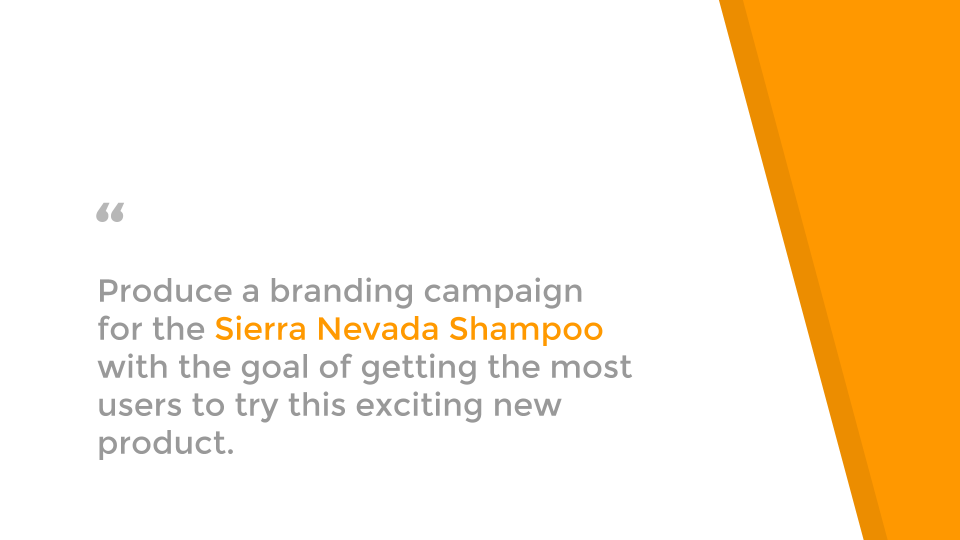 “
Produce a branding campaign
for the Sierra Nevada Shampoo
with the goal of getting the most
users to try this exciting new
product.